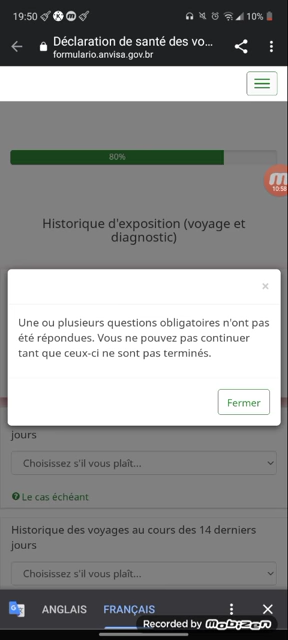 19:50
10%
Déclaration de santé des vo...
formulario.anvisa.gov.br
80%
10:58
Historique d'exposition (voyage et
diagnostic)
×
Une ou plusieurs questions obligatoires n'ont pas
été répondues. Vous ne pouvez pas continuer
tant que ceux-ci ne sont pas terminés.
Fermer
jours
Choisissez s'il vous plaît...
Le cas échéant
Historique des voyages au cours des 14 derniers
jours
Choisissez s'il vous plaît...
ANGLAIS FRANÇAIS
Recorded by mobizen